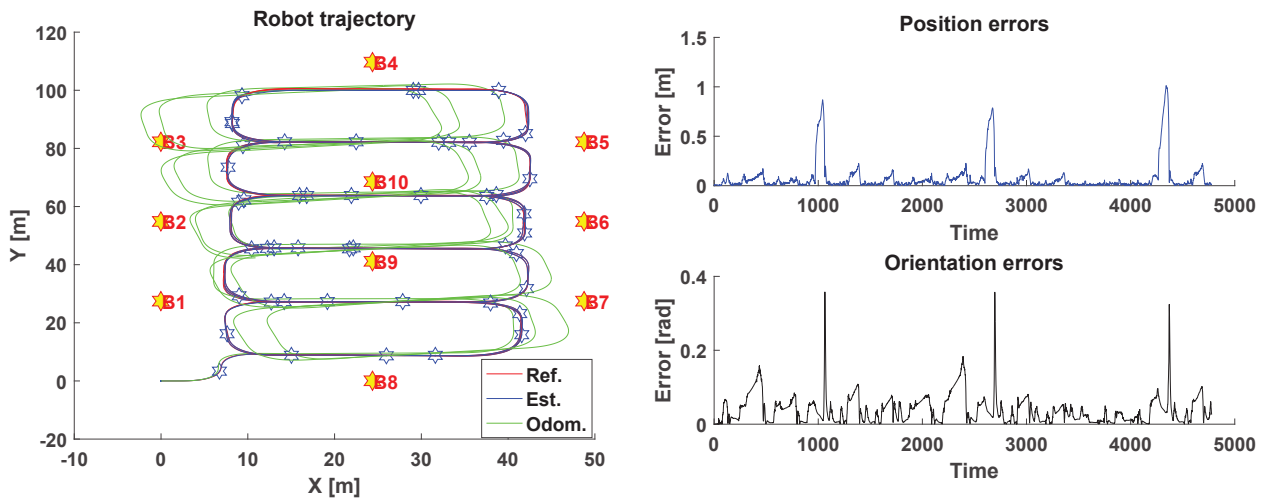 Robot trajectory
120
100
80
60
40
20
0
-20
Y [m]
-10
0
10
20
30
40
50
X [m]
B4
B3
B5
B10
B2
B6
B9
B1
B7
B8
Ref.
Est.
Odom.
Position errors
1.5
1
0.5
0
Error [m]
0
1000
2000
3000
4000
5000
Time
Orientation errors
0.4
0.2
0
Error [rad]
0
1000
2000
3000
4000
5000
Time